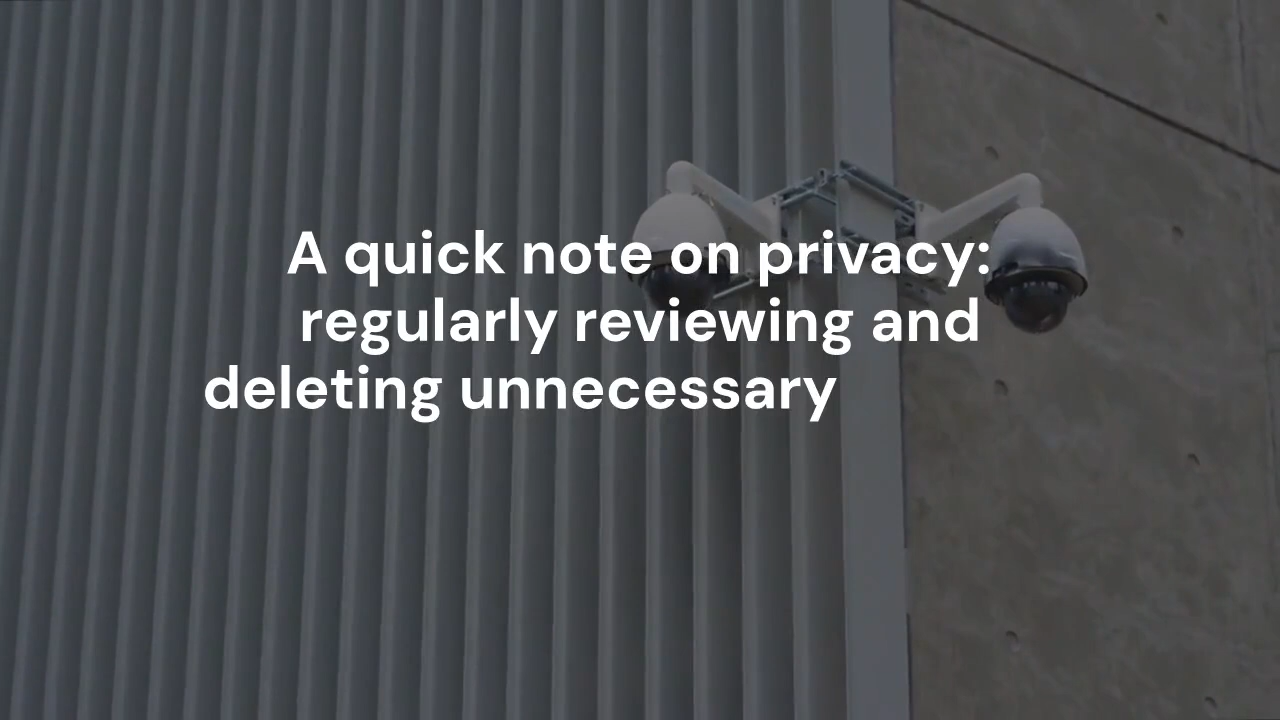 A quick note on privacy:
regularly reviewing and
deleting unnecessary